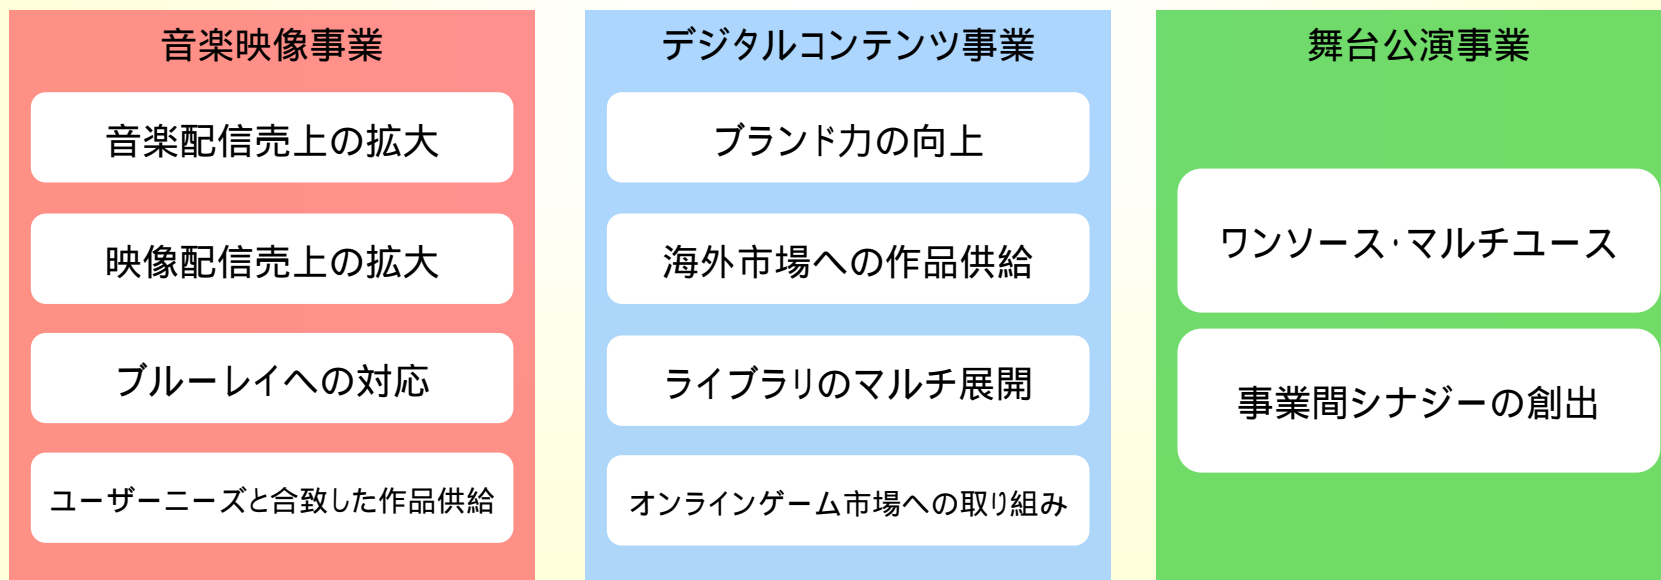 音楽映像事業
音楽配信売上の拡大
映像配信売上の拡大
ブルーレイへの対応
ユーザーニーズと合致した作品供給
デジタルコンテンツ事業
ブランド力の向上
海外市場への作品供給
ライブラリのマルチ展開
オンラインゲーム市場への取り組み
舞台公演事業
ワンソース・マルチユース
事業間シナジーの創出